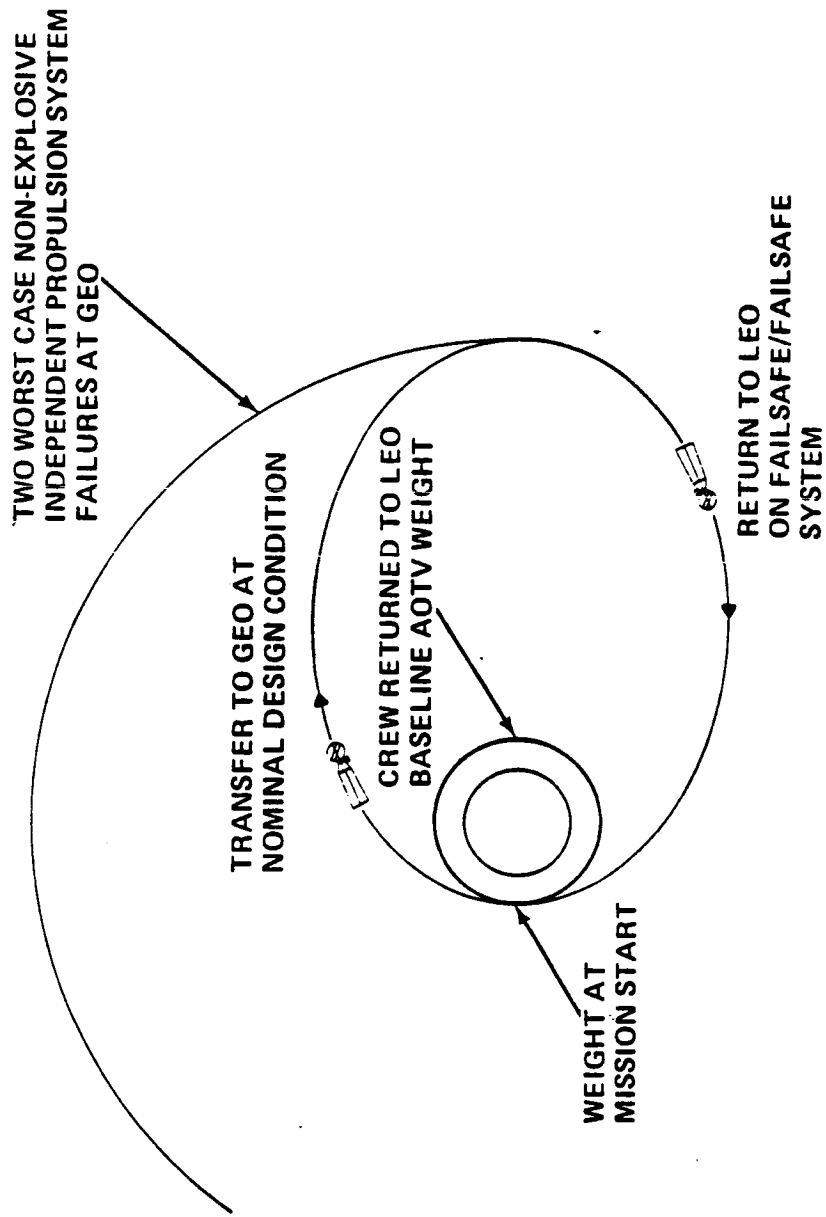 TWO WORST CASE NON-EXPLOSIVE
INDEPENDENT PROPULSION SYSTEM
FAILURES AT GEO
TRANSFER TO GEO AT
NOMINAL DESIGN CONDITION
CREW RETURNED TO LEO
BASELINE AOTV WEIGHT
WEIGHT AT
MISSION START
RETURN TO LEO
ON FAILSAFE/FAILSAFE
SYSTEM